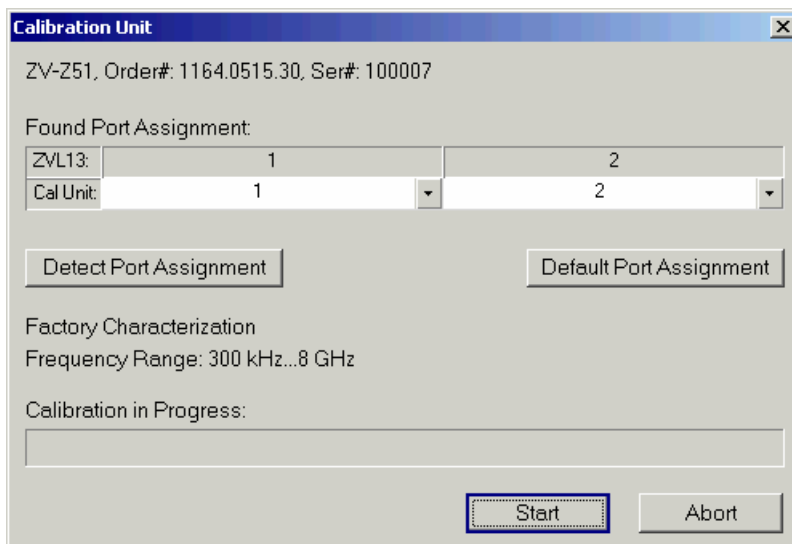 Calibration Unit
ZV-Z51, Order#: 1164.0515.30, Ser#: 100007
Found Port Assignment:
ZVL13: 1 2
Cal Unit: 1 2
Detect Port Assignment Default Port Assignment
Factory Characterization
Frequency Range: 300 kHz...8 GHz
Calibration in Progress:
Start Abort